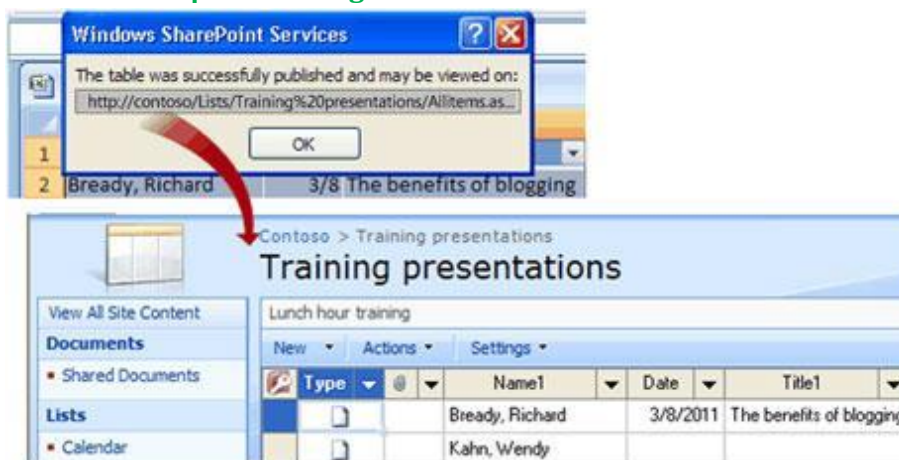 Windows SharePoint Services
The table was successfully published and may be viewed on:
http://contoso/Lists/Training%20presentations/Allitems.as...
OK
1
2 Bready, Richard 3/8 The benefits of blogging
Contoso > Training presentations
Training presentations
View All Site Content
Lunch hour training
Documents
New Actions Settings
Shared Documents
Type Name1 Date Title1
Bready, Richard 3/8/2011 The benefits of blogging
Lists
Calendar
Kahn, Wendy